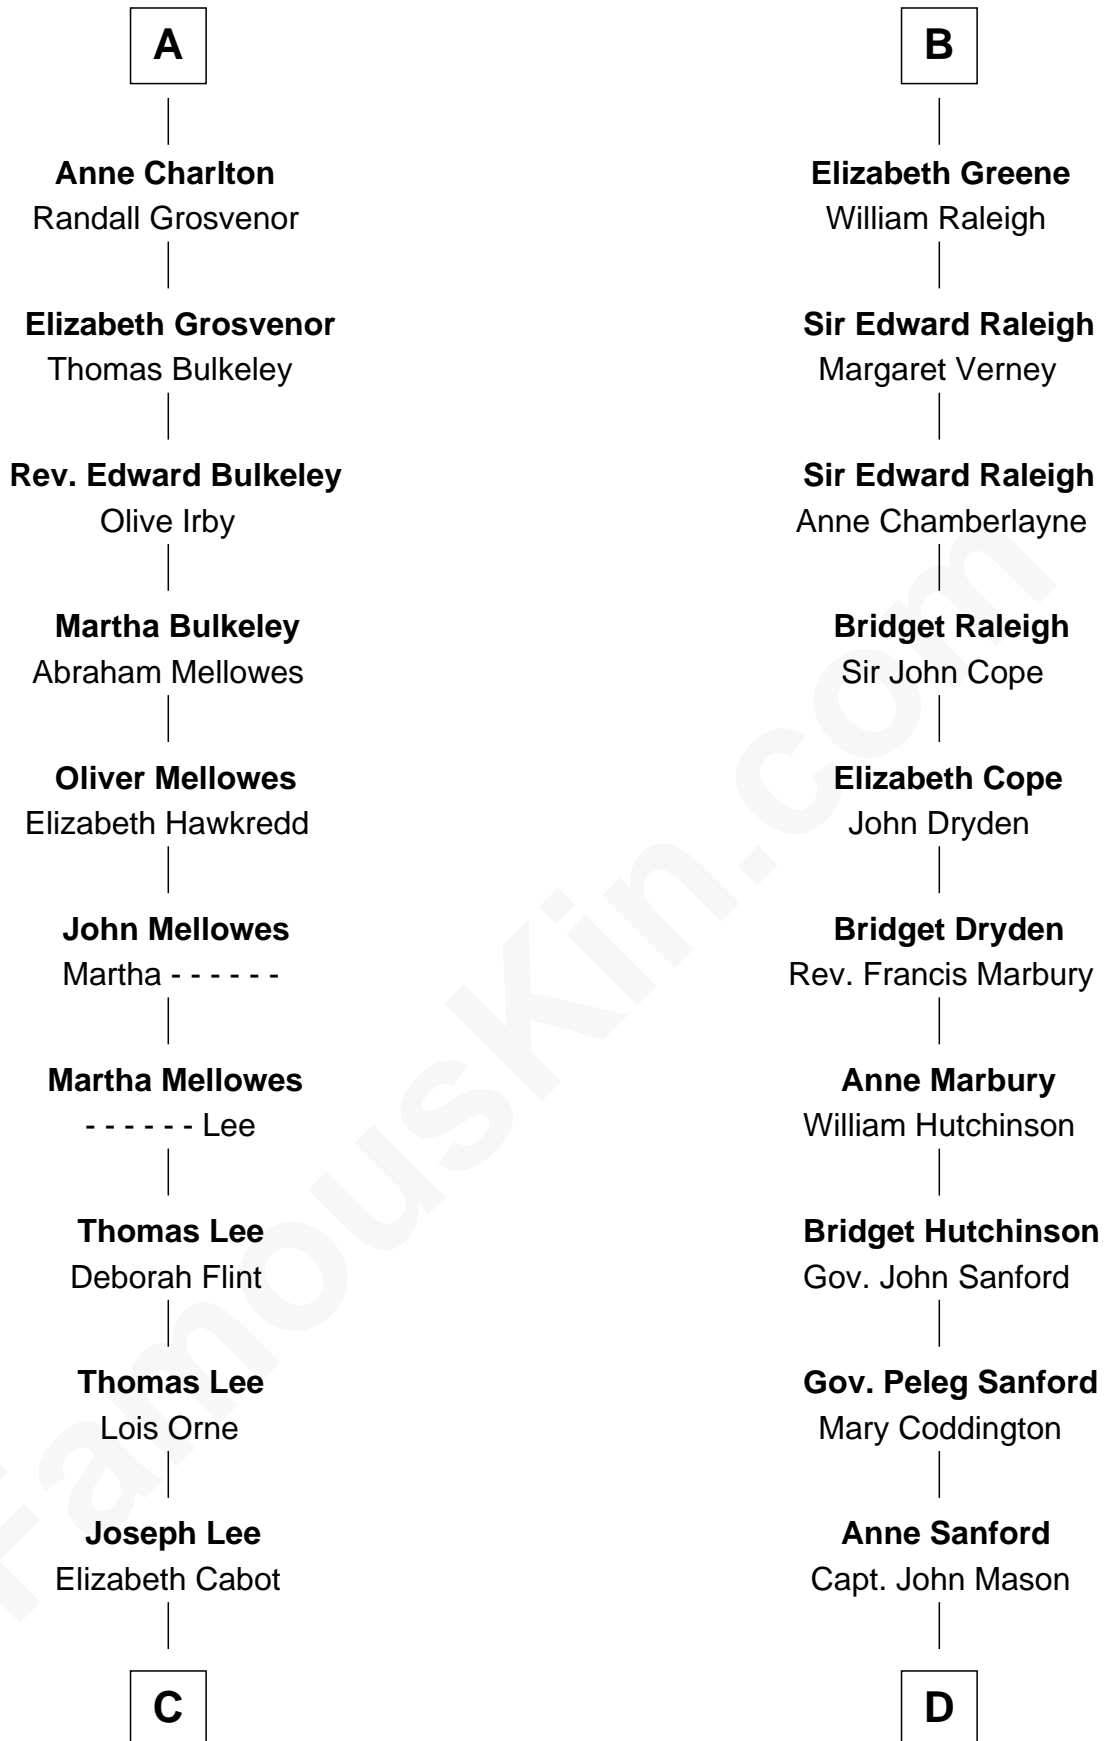 A
Anne Charlton
Randall Grosvenor
Elizabeth Grosvenor
Thomas Bulkeley
Rev. Edward Bulkeley
Olive Irby
Martha Bulkeley
Abraham Mellowes
Oliver Mellowes
Elizabeth Hawkredd
John Mellowes
Martha - - - - - -
Martha Mellowes
- - - - - - Lee
Thomas Lee
Deborah Flint
Thomas Lee
Lois Orne
Joseph Lee
Elizabeth Cabot
C
B
Elizabeth Greene
William Raleigh
Sir Edward Raleigh
Margaret Verney
Sir Edward Raleigh
Anne Chamberlayne
Bridget Raleigh
Sir John Cope
Elizabeth Cope
John Dryden
Bridget Dryden
Rev. Francis Marbury
Anne Marbury
William Hutchinson
Bridget Hutchinson
Gov. John Sanford
Gov. Peleg Sanford
Mary Coddington
Anne Sanford
Capt. John Mason
D
FamousKin.com